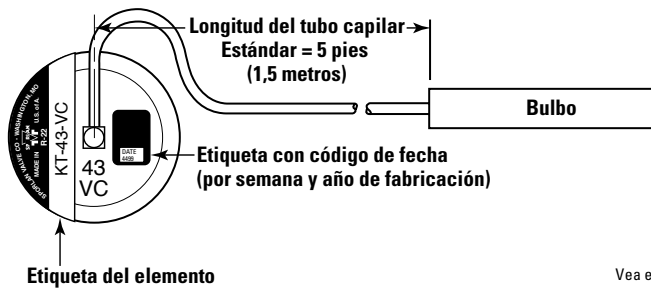 Longitud del tubo capilar
Estándar = 5 pies
(1,5 metros)
Bulbo
SPORLAN VALVE CO - WASHINGTON, MO
MADE IN U.S. of A.
R-22
KT-43-VC
43
VC
DATE
4499
Etiqueta con código de fecha
(por semana y año de fabricación)
Etiqueta del elemento
Vea e